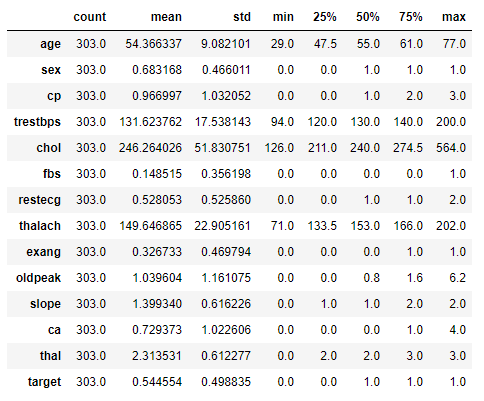 count mean std min 25% 50% 75% max
age 303.0 54.366337 9.082101 29.0 47.5 55.0 61.0 77.0
sex 303.0 0.683168 0.466011 0.0 0.0 1.0 1.0 1.0
cp 303.0 0.966997 1.032052 0.0 0.0 1.0 2.0 3.0
trestbps 303.0 131.623762 17.538143 94.0 120.0 130.0 140.0 200.0
chol 303.0 246.264026 51.830751 126.0 211.0 240.0 274.5 564.0
fbs 303.0 0.148515 0.356198 0.0 0.0 0.0 0.0 1.0
restecg 303.0 0.528053 0.525860 0.0 0.0 1.0 1.0 2.0
thalach 303.0 149.646865 22.905161 71.0 133.5 153.0 166.0 202.0
exang 303.0 0.326733 0.469794 0.0 0.0 0.0 1.0 1.0
oldpeak 303.0 1.039604 1.161075 0.0 0.0 0.8 1.6 6.2
slope 303.0 1.399340 0.616226 0.0 1.0 1.0 2.0 2.0
ca 303.0 0.729373 1.022606 0.0 0.0 0.0 1.0 4.0
thal 303.0 2.313531 0.612277 0.0 2.0 2.0 3.0 3.0
target 303.0 0.544554 0.498835 0.0 0.0 1.0 1.0 1.0